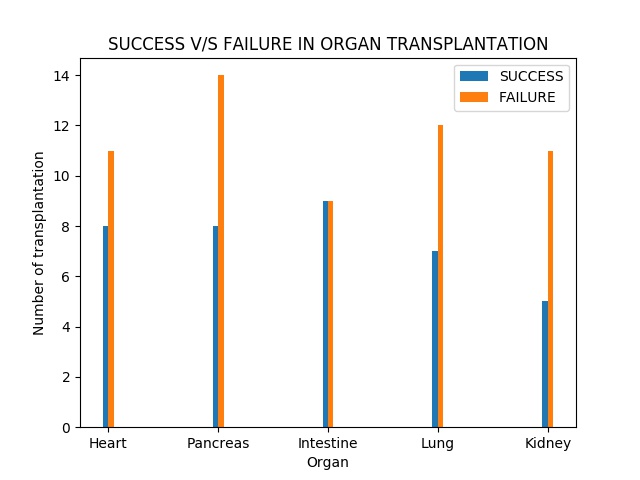 SUCCESS V/S FAILURE IN ORGAN TRANSPLANTATION
SUCCESS
FAILURE
Number of transplantation
14
12
10
8
6
4
2
0
Heart Pancreas Intestine Lung Kidney
Organ